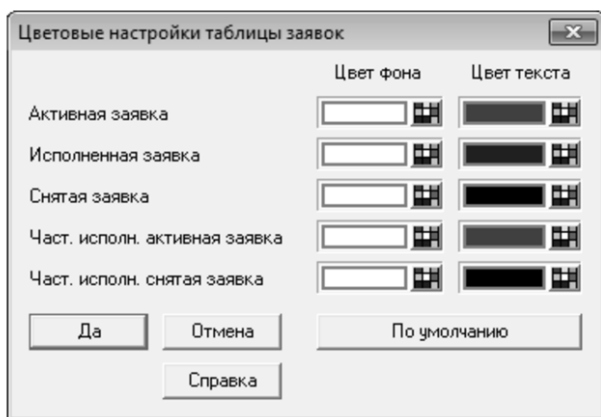 Цветовые настройки таблицы заявок
Цвет фона Цвет текста
Активная заявка
Исполненная заявка
Снятая заявка
Част. исполн. активная заявка
Част. исполн. снятая заявка
Да Отмена По умолчанию
Справка